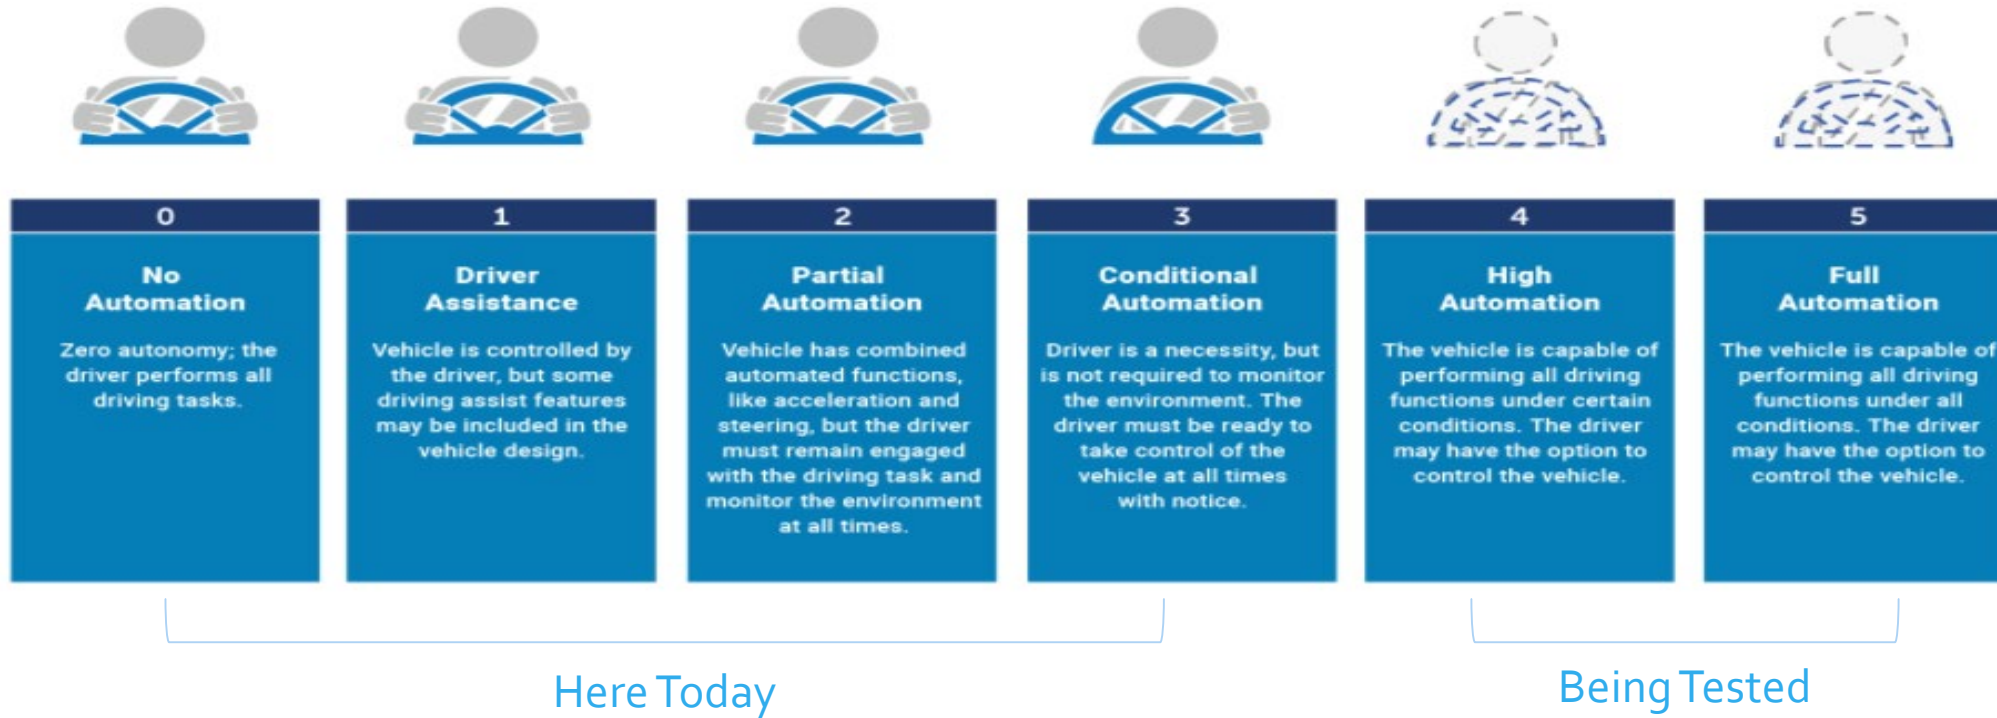 0
No
Automation
Zero autonomy; the
driver performs all
driving tasks.
1
Driver
Assistance
Vehicle is controlled by
the driver, but some
driving assist features
may be included in the
vehicle design.
2
Partial
Automation
Vehicle has combined
automated functions,
like acceleration and
steering, but the driver
must remain engaged
with the driving task and
monitor the environment
at all times.
3
Conditional
Automation
Driver is a necessity, but
is not required to monitor
the environment. The
driver must be ready to
take control of the
vehicle at all times
with notice.
4
High
Automation
The vehicle is capable of
performing all driving
functions under certain
conditions. The driver
may have the option to
control the vehicle.
5
Full
Automation
The vehicle is capable of
performing all driving
functions under all
conditions. The driver
may have the option to
control the vehicle.
Here Today
Being Tested